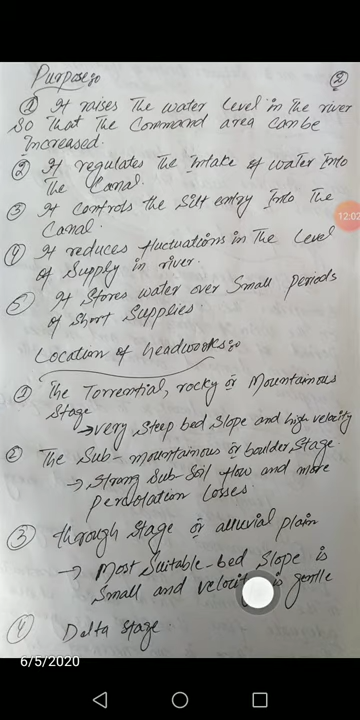 Purpose:
②
① It raises The water level in The river
So That The Command area can be
Increased.
② It regulates The Intake of water Into
The Canal.
③ It controls the Silt entry Into The
Canal.
12:02
④ It reduces fluctuations in The Level
of Supply in river.
⑤ It Stores water over Small periods
of Short Supplies.
Location of headworks:
① The Torrential, rocky or Mountainous
Stage
→ very Steep bed Slope and high velocity
② The Sub-mountainous or boulder Stage
→ Strong Sub-Soil flow and more
percolation Losses.
③ through Stage or alluvial plain
→ Most Suitable-bed Slope is
Small and is gentle
④ Delta Stage.
6/5/2020